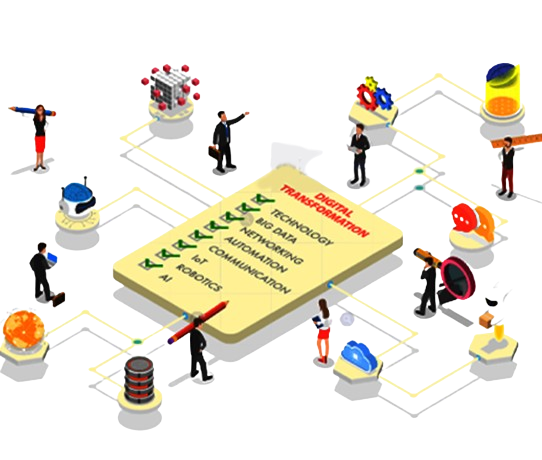 DIGITAL
TRANSFORMATION
TECHNOLOGY
BIG DATA
NETWORKING
AUTOMATION
COMMUNICATION
IoT
ROBOTICS
AI